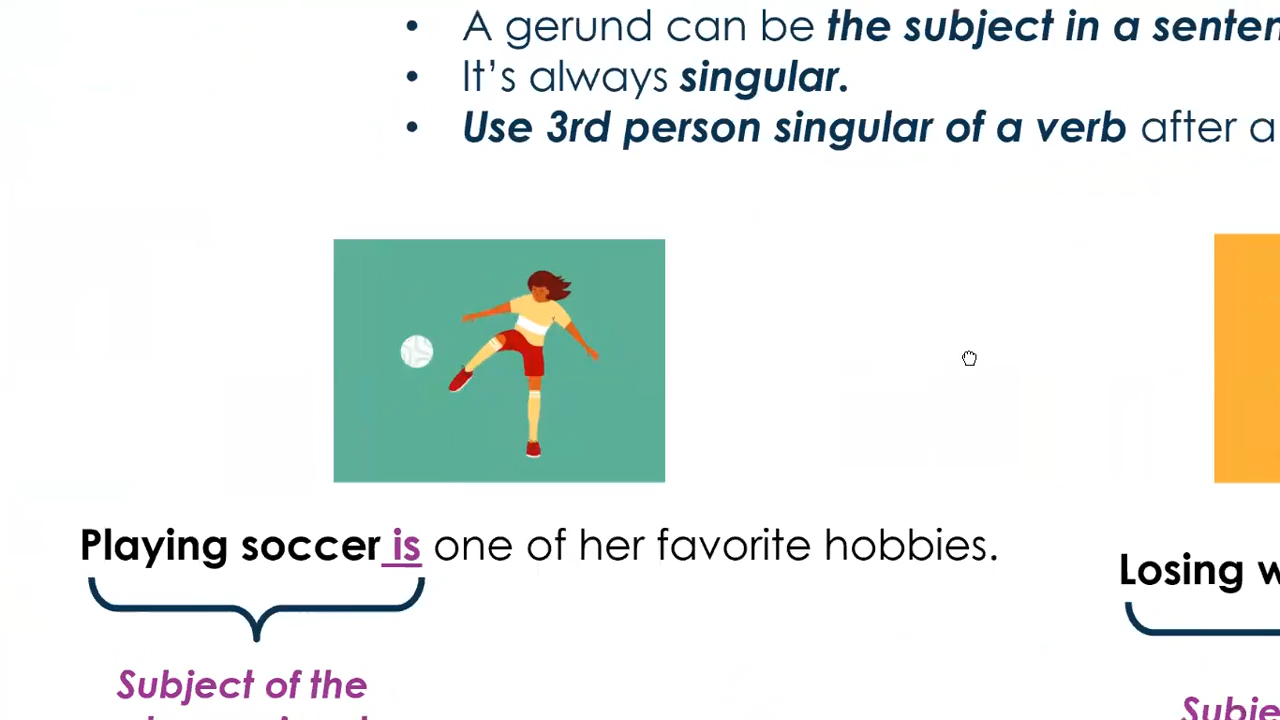 • A gerund can be the subject in a senten
• It's always singular.
• Use 3rd person singular of a verb after a
Playing soccer is one of her favorite hobbies.
Losing w
Subject of the
Subje